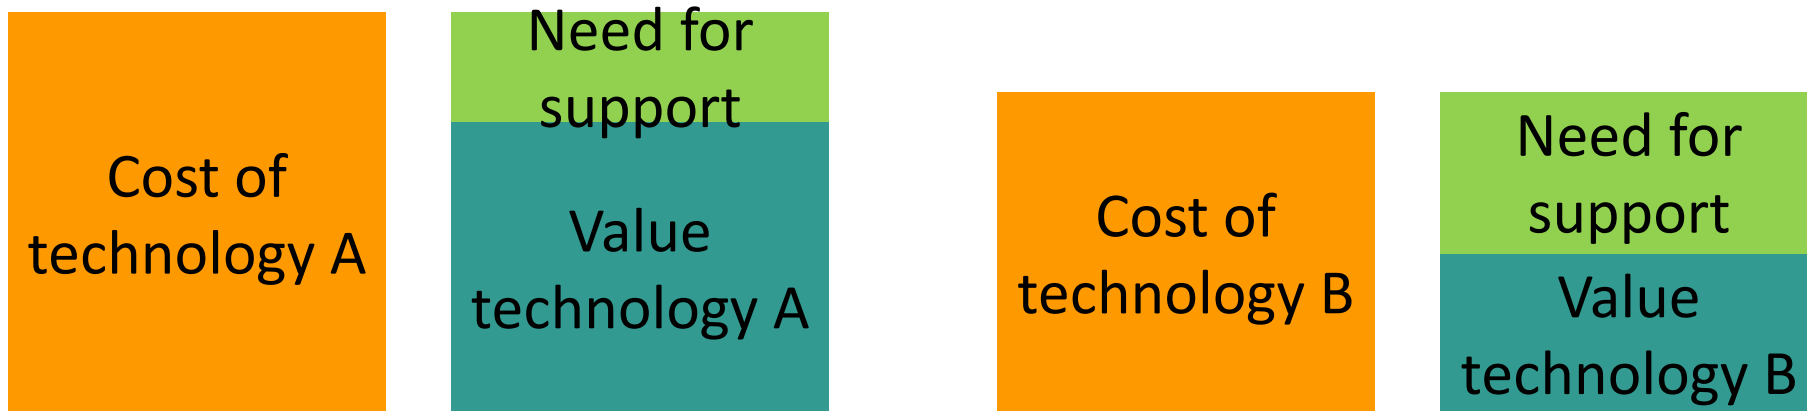 Cost of
technology A
Need for
support
Value
technology A
Cost of
technology B
Need for
support
Value
technology B